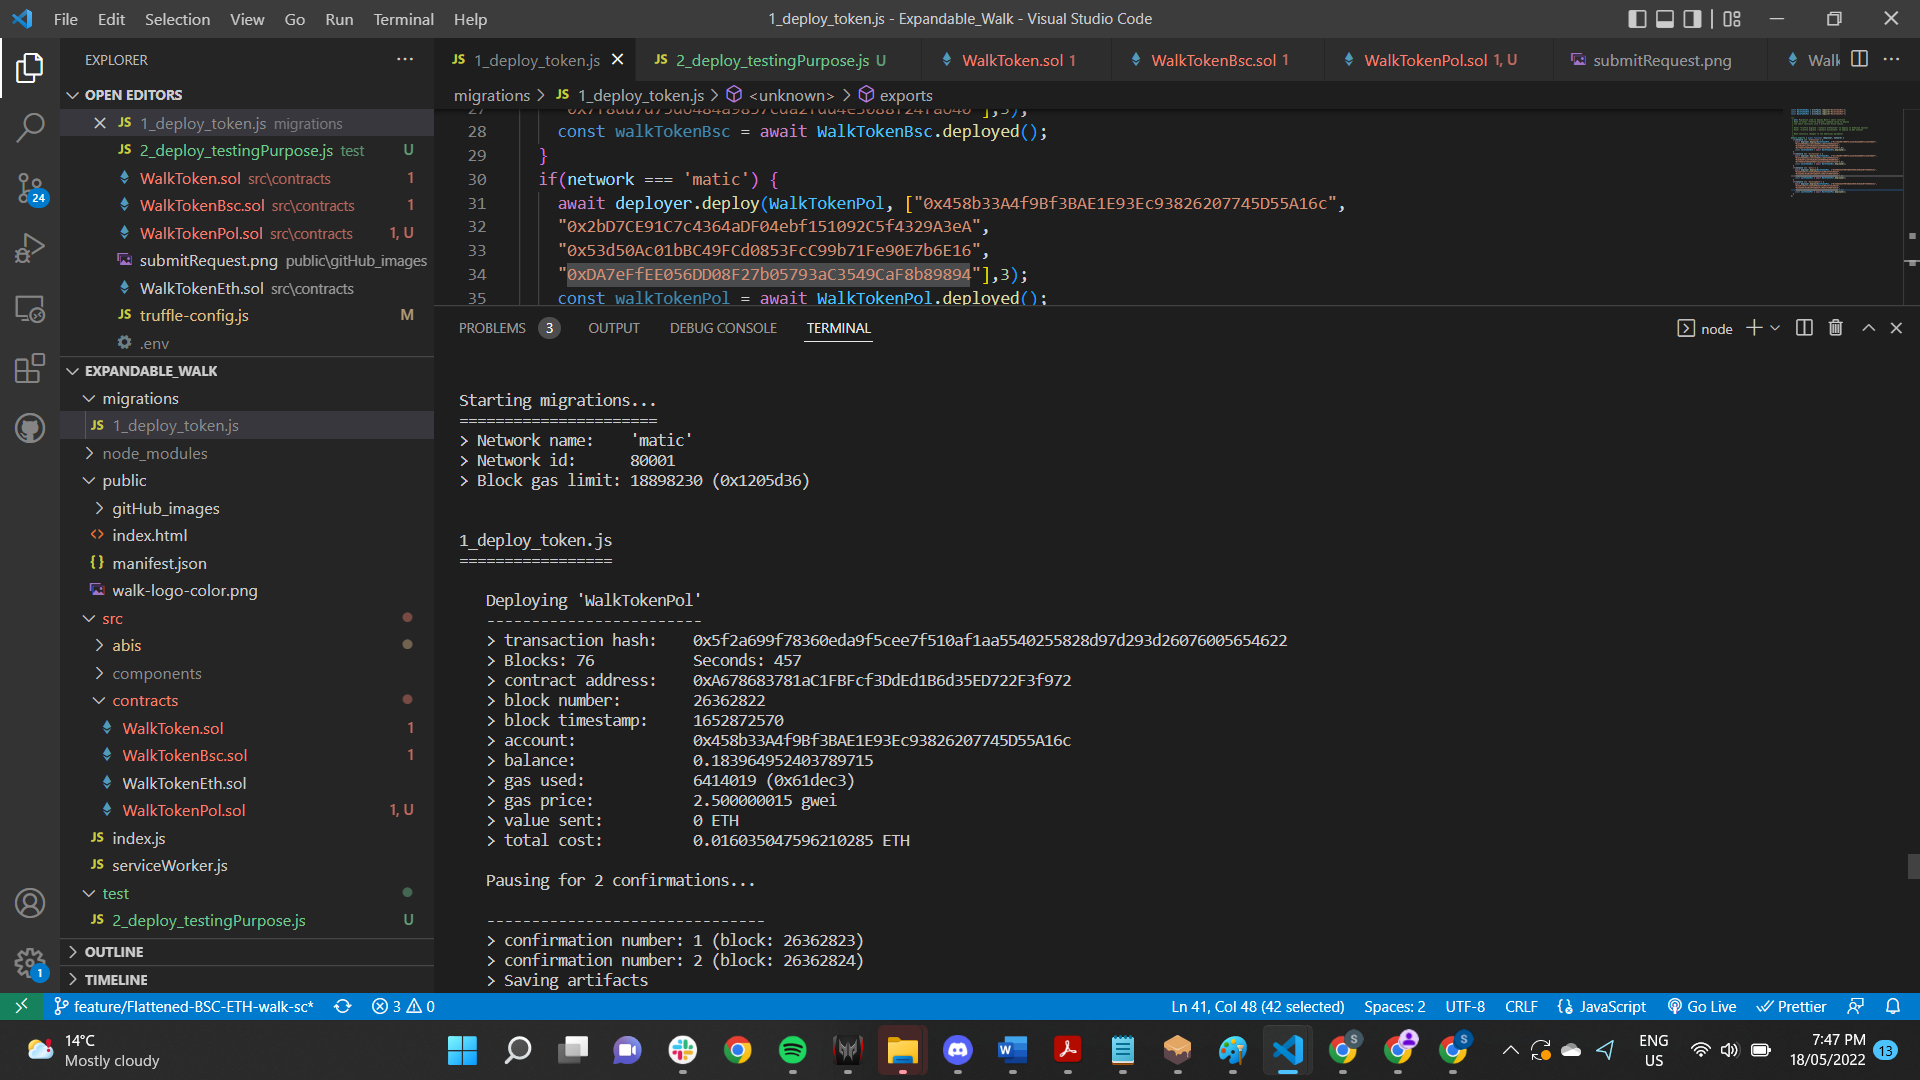 File Edit Selection View Go Run Terminal Help
1_deploy_token.js - Expandable_Walk - Visual Studio Code
EXPLORER
OPEN EDITORS
JS 1_deploy_token.js migrations
JS 2_deploy_testingPurpose.js test U
WalkToken.sol src\contracts 1
WalkTokenBsc.sol src\contracts 1
WalkTokenPol.sol src\contracts 1, U
submitRequest.png public\gitHub_images
WalkTokenEth.sol src\contracts
JS truffle-config.js M
.env
EXPANDABLE_WALK
migrations
JS 1_deploy_token.js
node_modules
public
gitHub_images
index.html
manifest.json
walk-logo-color.png
src
abis
components
contracts
WalkToken.sol 1
WalkTokenBsc.sol 1
WalkTokenEth.sol
WalkTokenPol.sol 1, U
JS index.js
JS serviceWorker.js
test
JS 2_deploy_testingPurpose.js U
OUTLINE
TIMELINE
24
1
JS 1_deploy_token.js
JS 2_deploy_testingPurpose.js U
WalkToken.sol 1
WalkTokenBsc.sol 1
WalkTokenPol.sol 1, U
submitRequest.png
Walk
migrations > JS 1_deploy_token.js > <unknown> > exports
28 const walkTokenBsc = await WalkTokenBsc.deployed();
29 }
30 if(network === 'matic') {
31 await deployer.deploy(WalkTokenPol, ["0x458b33A4f9Bf3BAE1E93Ec93826207745D55A16c",
32 "0x2bD7CE91C7c4364aDF04ebf151092C5f4329A3eA",
33 "0x53d50Ac01bBC49FCd0853FcC99b71Fe90E7b6E16",
34 "0xDA7eFfEE056DD08F27b05793aC3549CaF8b89894"],3);
35 const walkTokenPol = await WalkTokenPol.deployed();
PROBLEMS 3 OUTPUT DEBUG CONSOLE TERMINAL
node
Starting migrations...
======================
> Network name: 'matic'
> Network id: 80001
> Block gas limit: 18898230 (0x1205d36)
1_deploy_token.js
=================
Deploying 'WalkTokenPol'
------------------------
> transaction hash: 0x5f2a699f78360eda9f5cee7f510af1aa5540255828d97d293d26076005654622
> Blocks: 76 Seconds: 457
> contract address: 0xA678683781aC1FBFcf3DdEd1B6d35ED722F3f972
> block number: 26362822
> block timestamp: 1652872570
> account: 0x458b33A4f9Bf3BAE1E93Ec93826207745D55A16c
> balance: 0.183964952403789715
> gas used: 6414019 (0x61dec3)
> gas price: 2.500000015 gwei
> value sent: 0 ETH
> total cost: 0.016035047596210285 ETH
Pausing for 2 confirmations...
-------------------------------
> confirmation number: 1 (block: 26362823)
> confirmation number: 2 (block: 26362824)
> Saving artifacts
feature/Flattened-BSC-ETH-walk-sc* 3 0
Ln 41, Col 48 (42 selected) Spaces: 2 UTF-8 CRLF JavaScript Go Live Prettier
14°C
Mostly cloudy
ENG
US
7:47 PM
18/05/2022
13